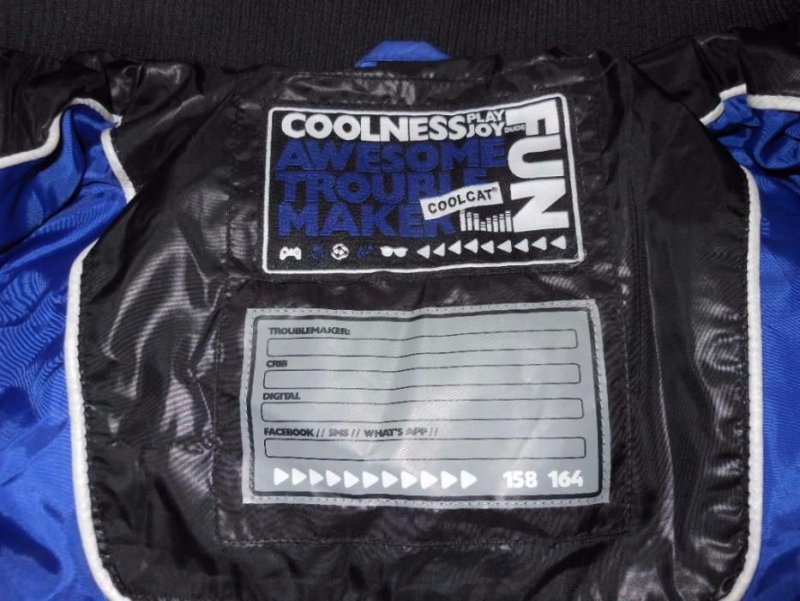 COOLNESS PLAY
JOY DUDE
FUN
AWESOME
TROUBLE
MAKER
COOLCAT®
TROUBLEMAKER:
CRIB
DIGITAL
FACEBOOK // SMS // WHAT'S APP //
158 164